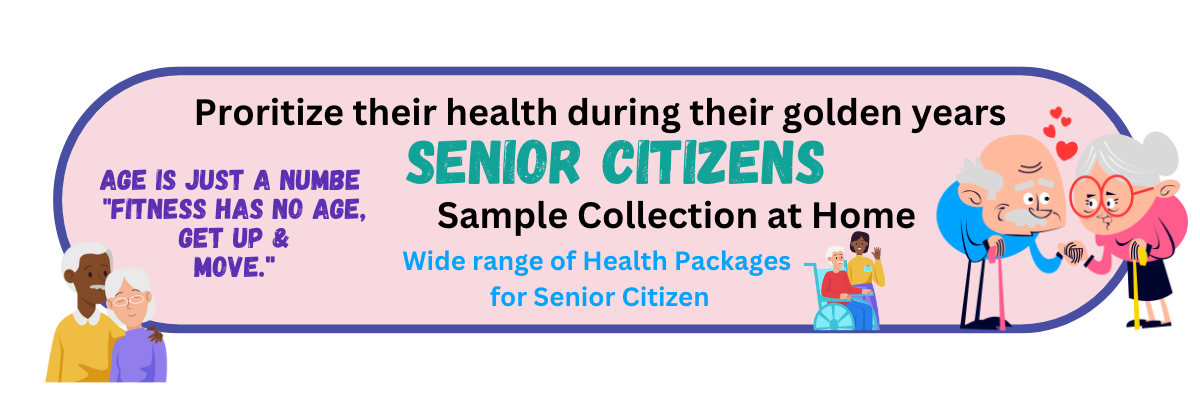 Proritize their health during their golden years
SENIOR CITIZENS
Sample Collection at Home
Wide range of Health Packages
for Senior Citizen
AGE IS JUST A NUMBE
"FITNESS HAS NO AGE,
GET UP &
MOVE."